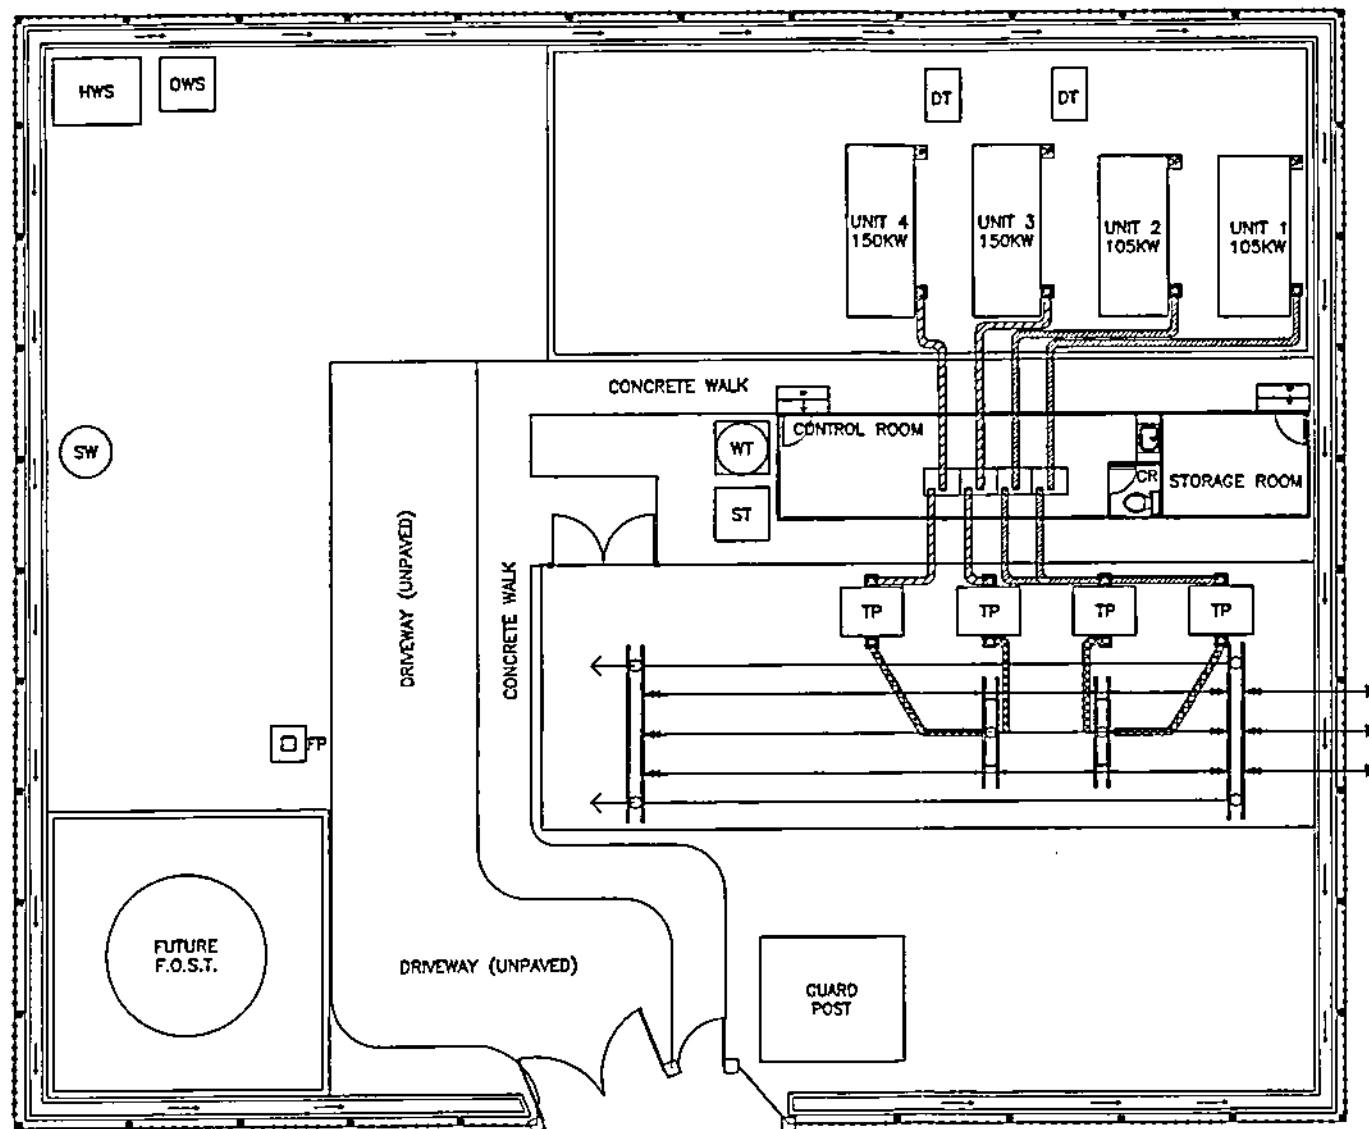 HWS
OWS
DT
DT
UNIT 4
150KW
UNIT 3
150KW
UNIT 2
105KW
UNIT 1
105KW
CONCRETE WALK
CONTROL ROOM
SW
WT
CR
STORAGE ROOM
ST
DRIVEWAY (UNPAVED)
CONCRETE WALK
TP
TP
TP
TP
FP
FUTURE
F.O.S.T.
DRIVEWAY (UNPAVED)
GUARD
POST